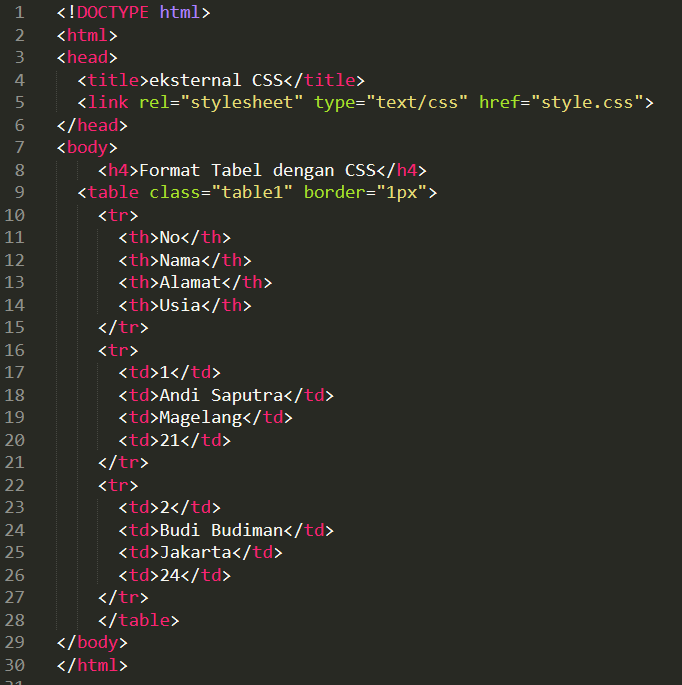 1 <!DOCTYPE html>
2 <html>
3 <head>
4 <title>eksternal CSS</title>
5 <link rel="stylesheet" type="text/css" href="style.css">
6 </head>
7 <body>
8 <h4>Format Tabel dengan CSS</h4>
9 <table class="table1" border="1px">
10 <tr>
11 <th>No</th>
12 <th>Nama</th>
13 <th>Alamat</th>
14 <th>Usia</th>
15 </tr>
16 <tr>
17 <td>1</td>
18 <td>Andi Saputra</td>
19 <td>Magelang</td>
20 <td>21</td>
21 </tr>
22 <tr>
23 <td>2</td>
24 <td>Budi Budiman</td>
25 <td>Jakarta</td>
26 <td>24</td>
27 </tr>
28 </table>
29 </body>
30 </html>
31